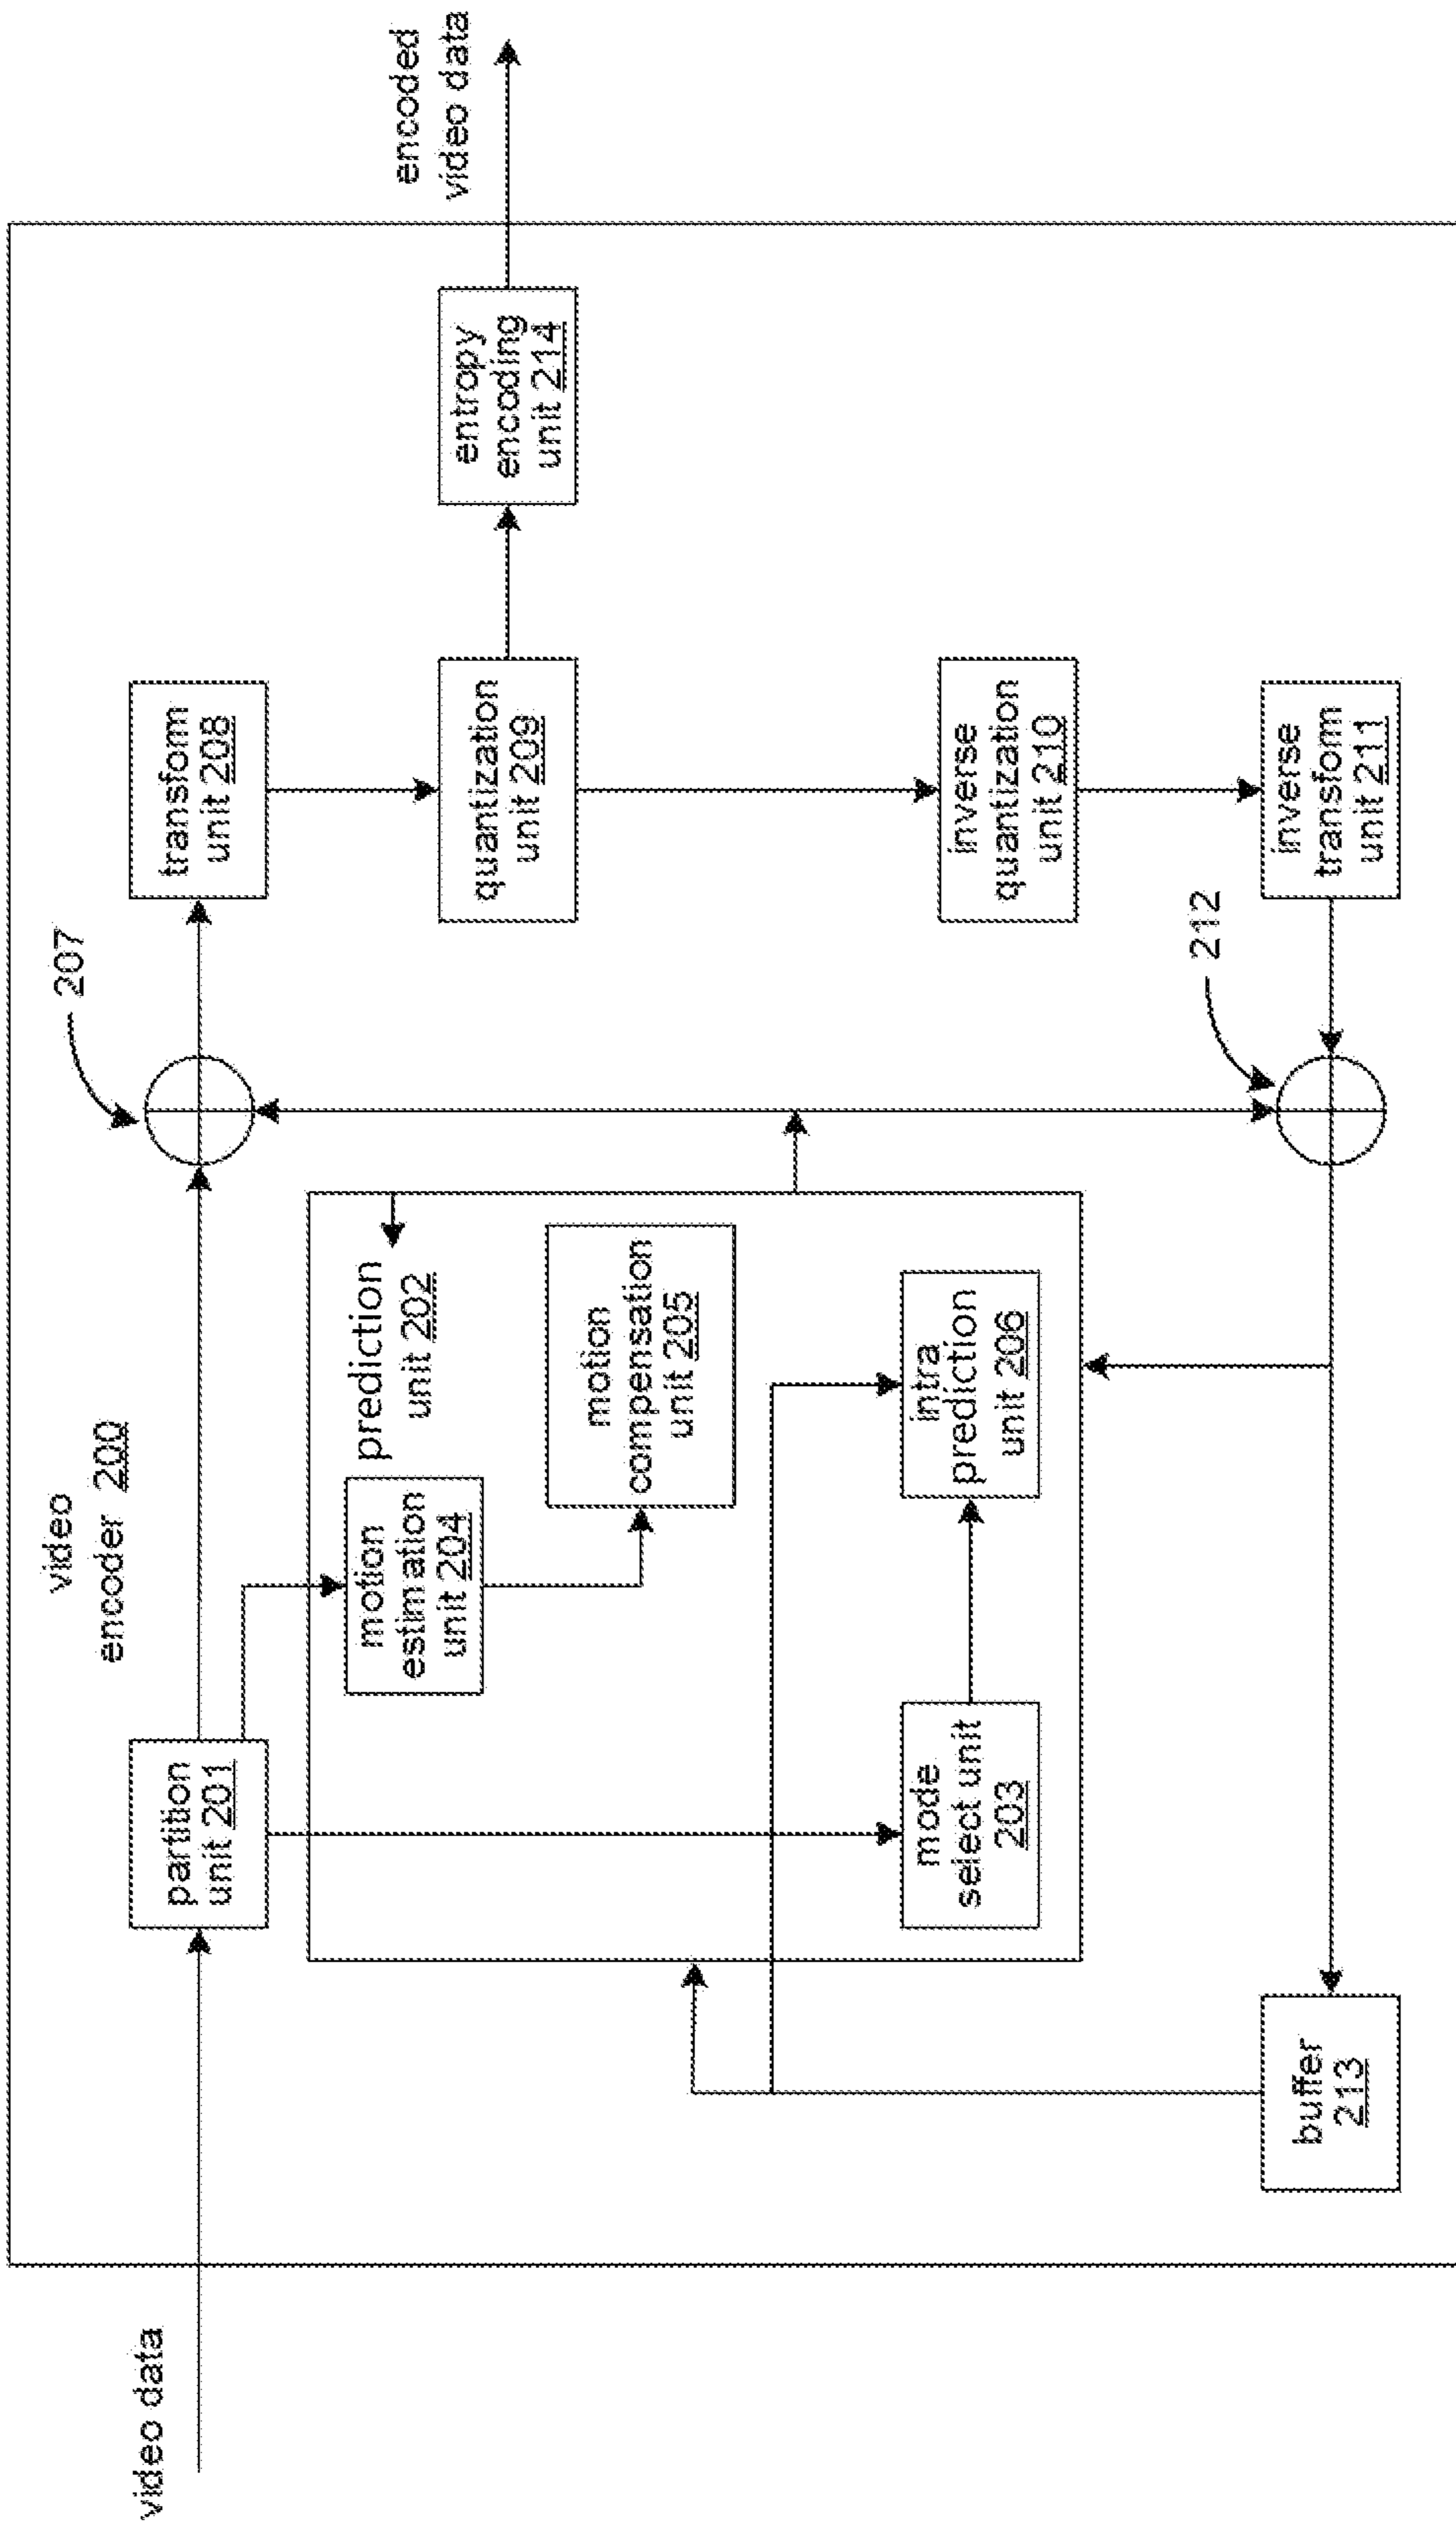 video
encoder 200
video data
partition
unit 201
207
transform
unit 208
encoded
video data
prediction
unit 202
motion
estimation
unit 204
motion
compensation
unit 205
quantization
unit 209
entropy
encoding
unit 214
mode
select unit
203
intra
prediction
unit 206
inverse
quantization
unit 210
buffer
213
212
inverse
transform
unit 211